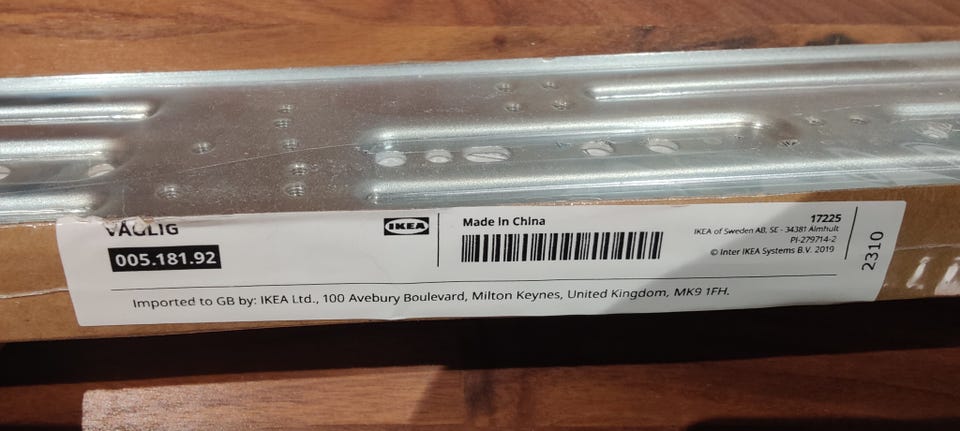 VÅGLIG
005.181.92
IKEA
Made in China
17225
IKEA of Sweden AB, SE - 34381 Älmhult
PI-279714-2
© Inter IKEA Systems B.V. 2019
2310
Imported to GB by: IKEA Ltd., 100 Avebury Boulevard, Milton Keynes, United Kingdom, MK9 1FH.